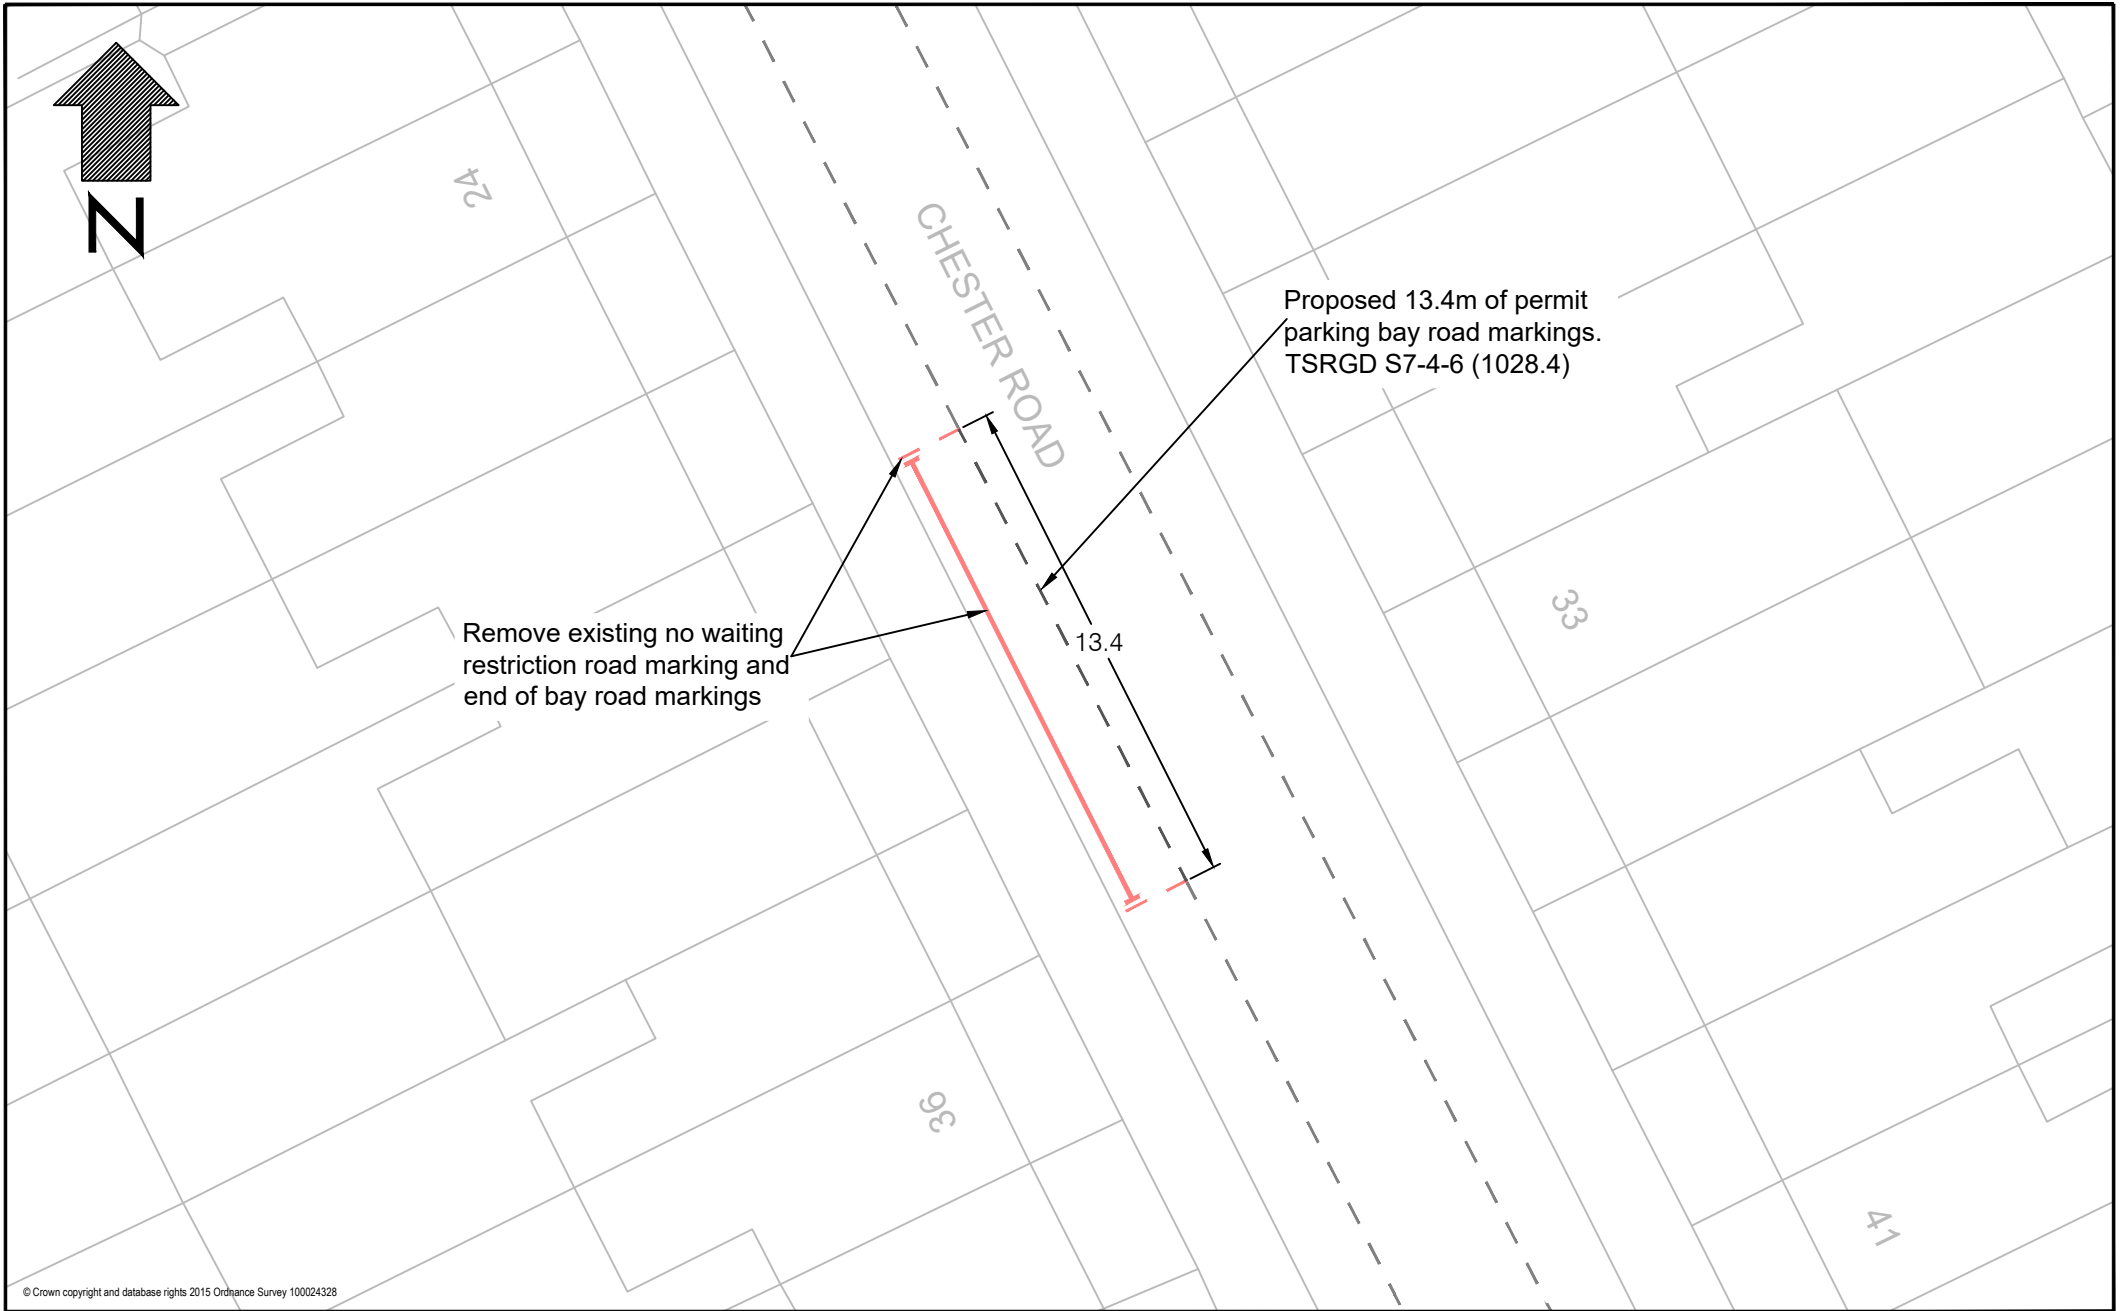 N
24
CHESTER ROAD
Proposed 13.4m of permit
parking bay road markings.
TSRGD S7-4-6 (1028.4)
33
Remove existing no waiting
restriction road marking and
end of bay road markings
13.4
36
41
© Crown copyright and database rights 2015 Ordnance Survey 100024328